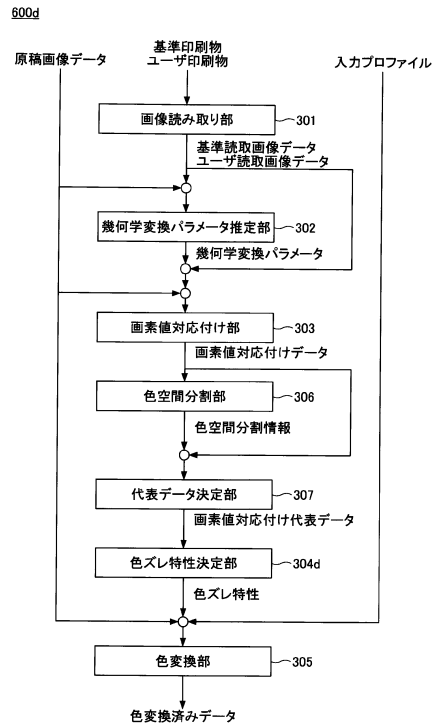 600d
基準印刷物
ユーザ印刷物
原稿画像データ
入力プロファイル
画像読み取り部
301
基準読取画像データ
ユーザ読取画像データ
幾何学変換パラメータ推定部
302
幾何学変換パラメータ
画素値対応付け部
303
画素値対応付けデータ
色空間分割部
306
色空間分割情報
代表データ決定部
307
画素値対応付け代表データ
色ズレ特性決定部
304d
色ズレ特性
色変換部
305
色変換済みデータ